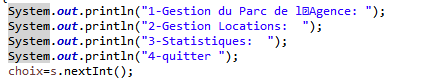 System.out.println("1-Gestion du Parc de l�Agence: ");
System.out.println("2-Gestion Locations:  ");
System.out.println("3-Statistiques:  ");
System.out.println("4-quitter ");
choix=s.nextInt();